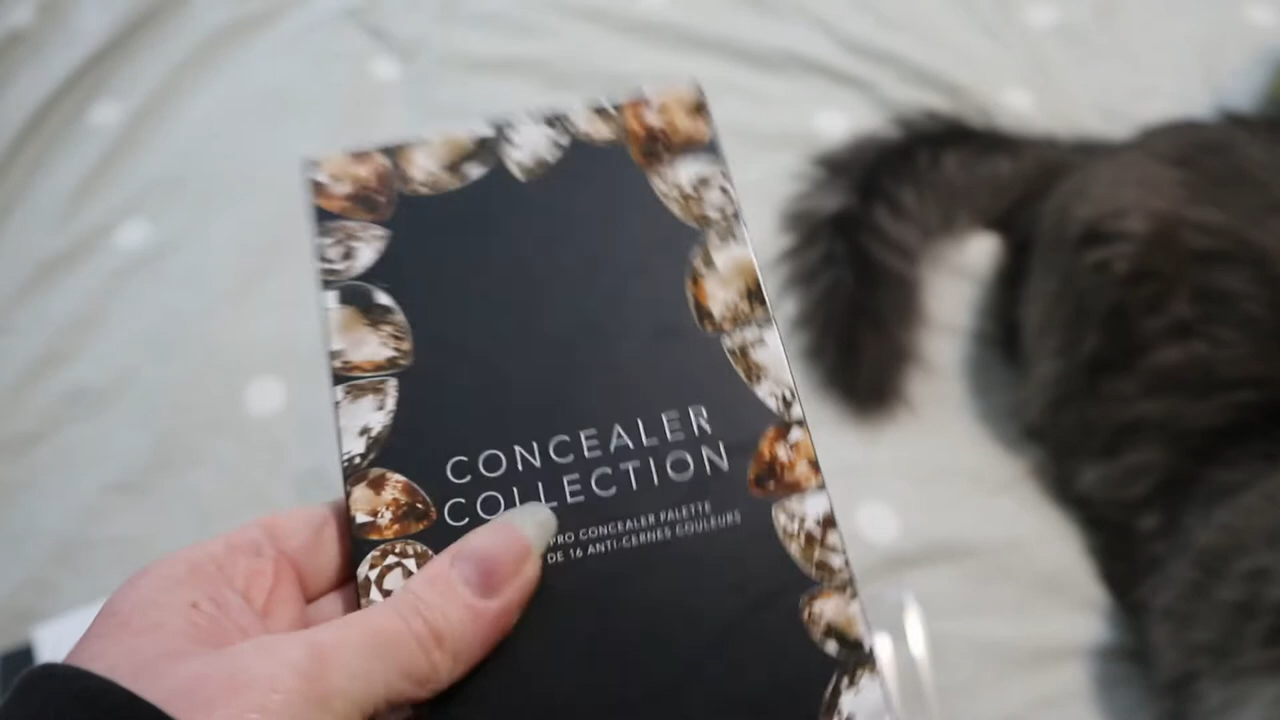 CONCEALER
COLLECTION
PRO CONCEALER PALETTE
DE 16 ANTI-CERNES COULEURS